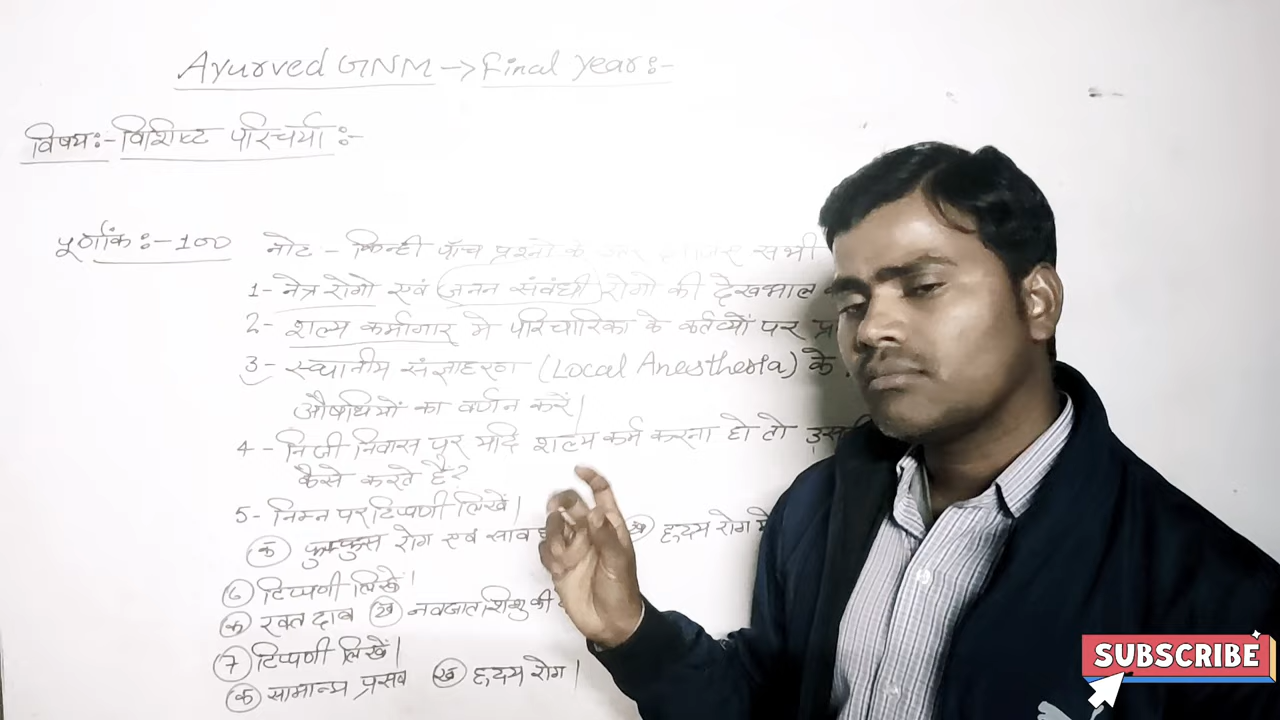 Ayurved GNM → Final Year:-
विषय:- विशिष्ट परिचर्या :-
पूर्णांक:- 100 नोट - किन्ही पाँच प्रश्नो के उत्तर सभी
1- नेत्र रोगो एवं जनन संबंधी रोगो की देखभाल
2- शल्य कर्मागार मे परिचारिका के कर्तव्यों पर
3- स्थानीय संज्ञाहरण (Local Anesthesia) के
औषधियों का वर्णन करें।
4- निजी निवास पर यदि शल्य कर्म करना हो तो
कैसे करते है?
5- निम्न पर टिप्पणी लिखें।
क फुफ्फुस रोग एवं ख हृदय रोग मे
6 टिप्पणी लिखें।
क रक्त दाब ख नवजात शिशु की
7 टिप्पणी लिखें।
क सामान्य प्रसव ख हृदय रोग।
SUBSCRIBE